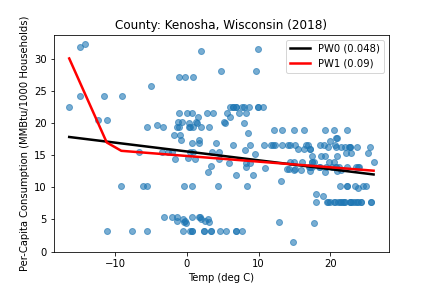 County: Kenosha, Wisconsin (2018)
PW0 (0.048)
PW1 (0.09)
Per-Capita Consumption (MMBtu/1000 Households)
30
25
20
15
10
5
0
−10
0
10
20
Temp (deg C)